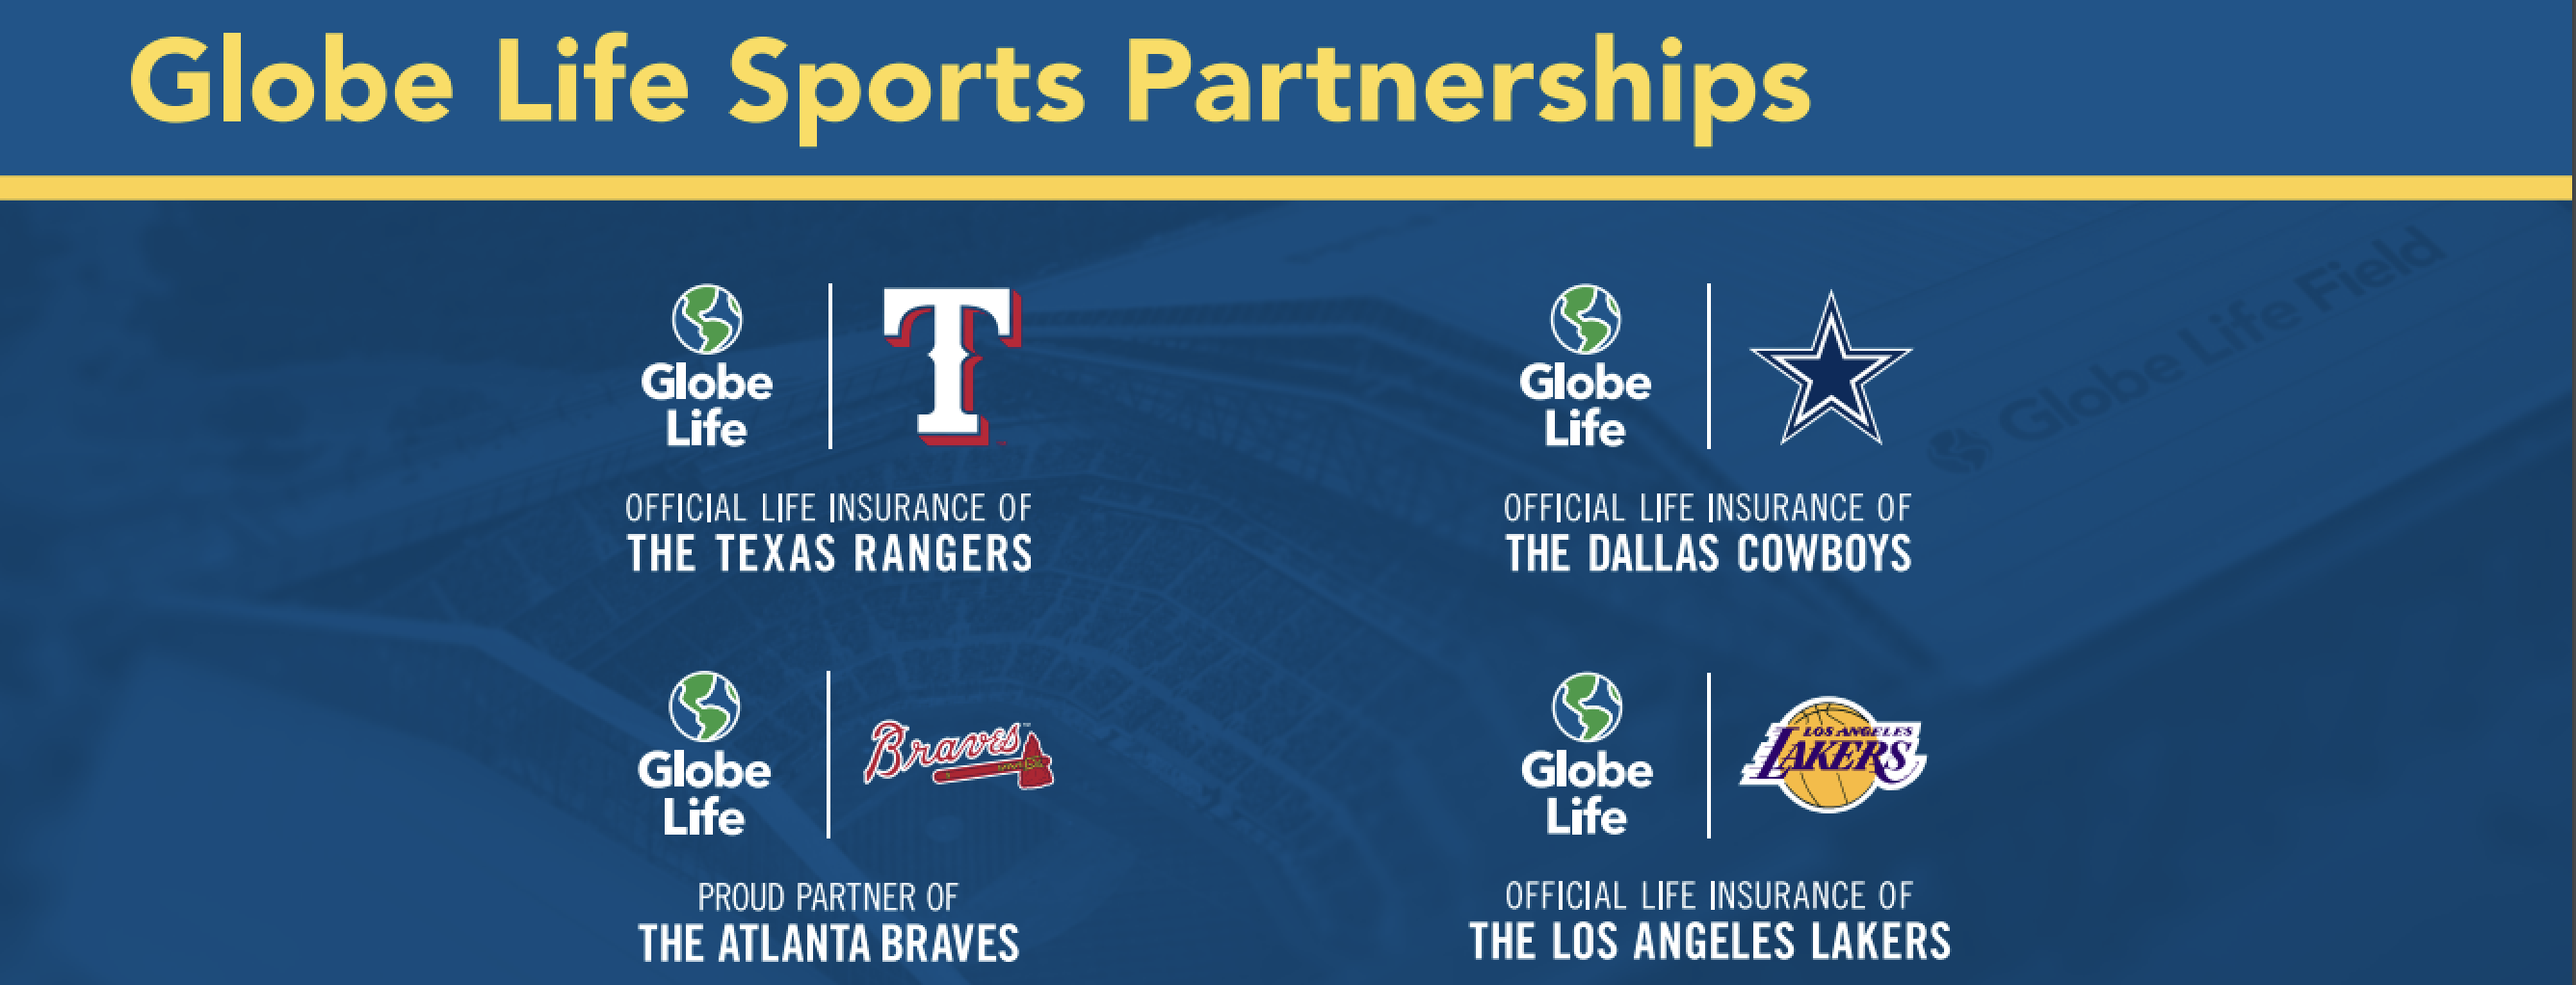 Globe Life Sports Partnerships
Globe Life Field
Globe
Life
T
OFFICIAL LIFE INSURANCE OF
THE TEXAS RANGERS
Globe
Life
OFFICIAL LIFE INSURANCE OF
THE DALLAS COWBOYS
Globe
Life
Braves
PROUD PARTNER OF
THE ATLANTA BRAVES
Globe
Life
LOS ANGELES
LAKERS
OFFICIAL LIFE INSURANCE OF
THE LOS ANGELES LAKERS